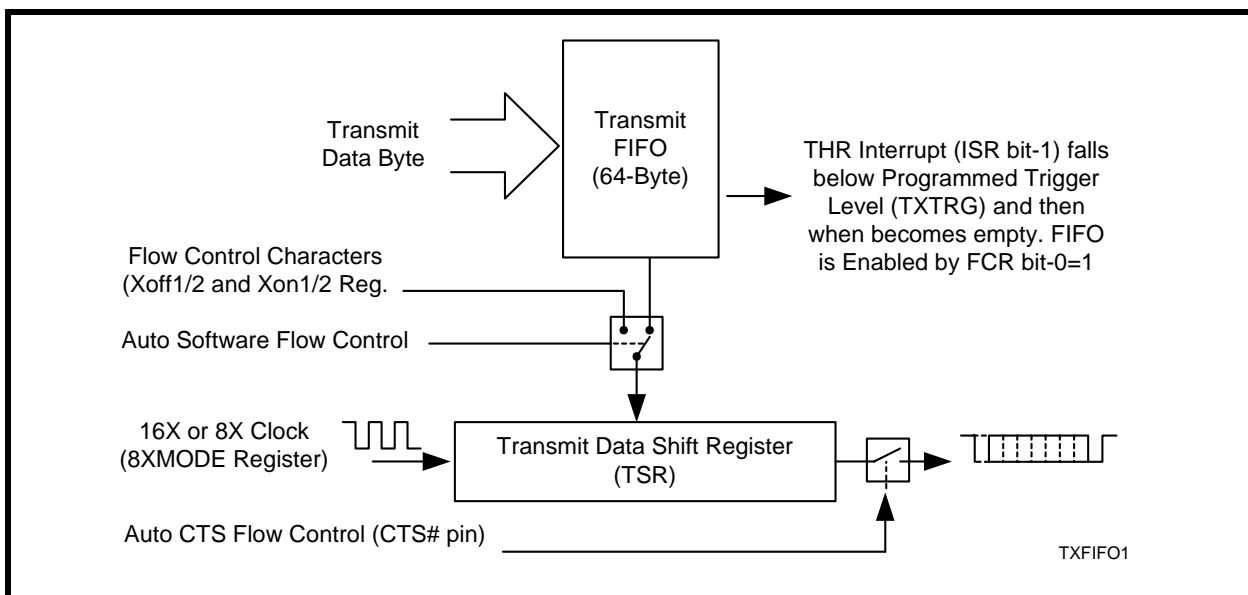 Transmit
Data Byte
Transmit
FIFO
(64-Byte)
THR Interrupt (ISR bit-1) falls
below Programmed Trigger
Level (TXTRG) and then
when becomes empty. FIFO
is Enabled by FCR bit-0=1
Flow Control Characters
(Xoff1/2 and Xon1/2 Reg.
Auto Software Flow Control
16X or 8X Clock
(8XMODE Register)
Transmit Data Shift Register
(TSR)
Auto CTS Flow Control (CTS# pin)
TXFIFO1